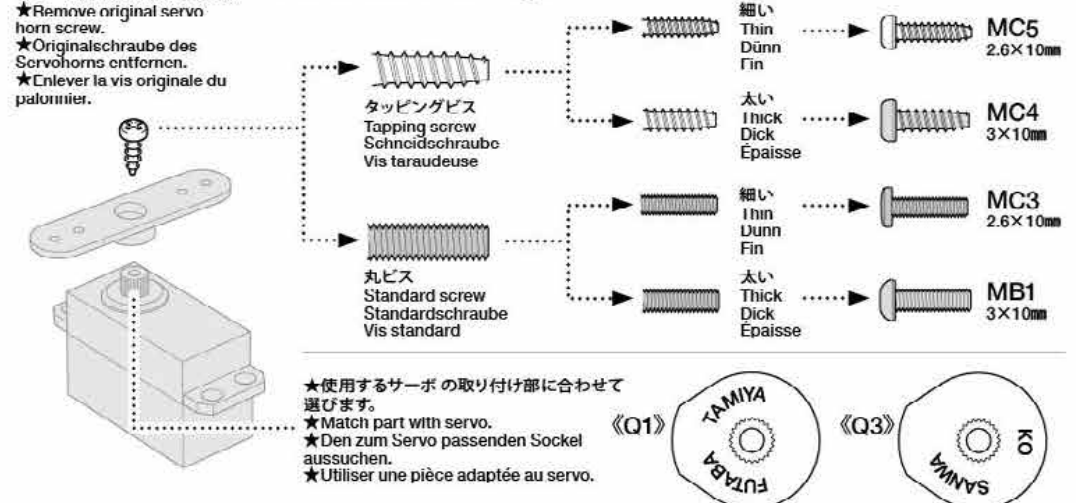 ★Remove original servo
horn screw.
★Originalschraube des
Servohorns entfernen.
★Enlever la vis originale du
palonnier.
タッピングビス
Tapping screw
Schneidschraube
Vis taraudeuse
細い
Thin
Dünn
Fin
MC5
2.6×10mm
太い
Thick
Dick
Épaisse
MC4
3×10mm
丸ビス
Standard screw
Standardschraube
Vis standard
細い
Thin
Dünn
Fin
MC3
2.6×10mm
太い
Thick
Dick
Épaisse
MB1
3×10mm
★使用するサーボの取り付け部に合わせて
選びます。
★Match part with servo.
★Den zum Servo passenden Sockel
aussuchen.
★Utiliser une pièce adaptée au servo.
《Q1》
TAMIYA
FUTABA
《Q3》
KO
SANWA